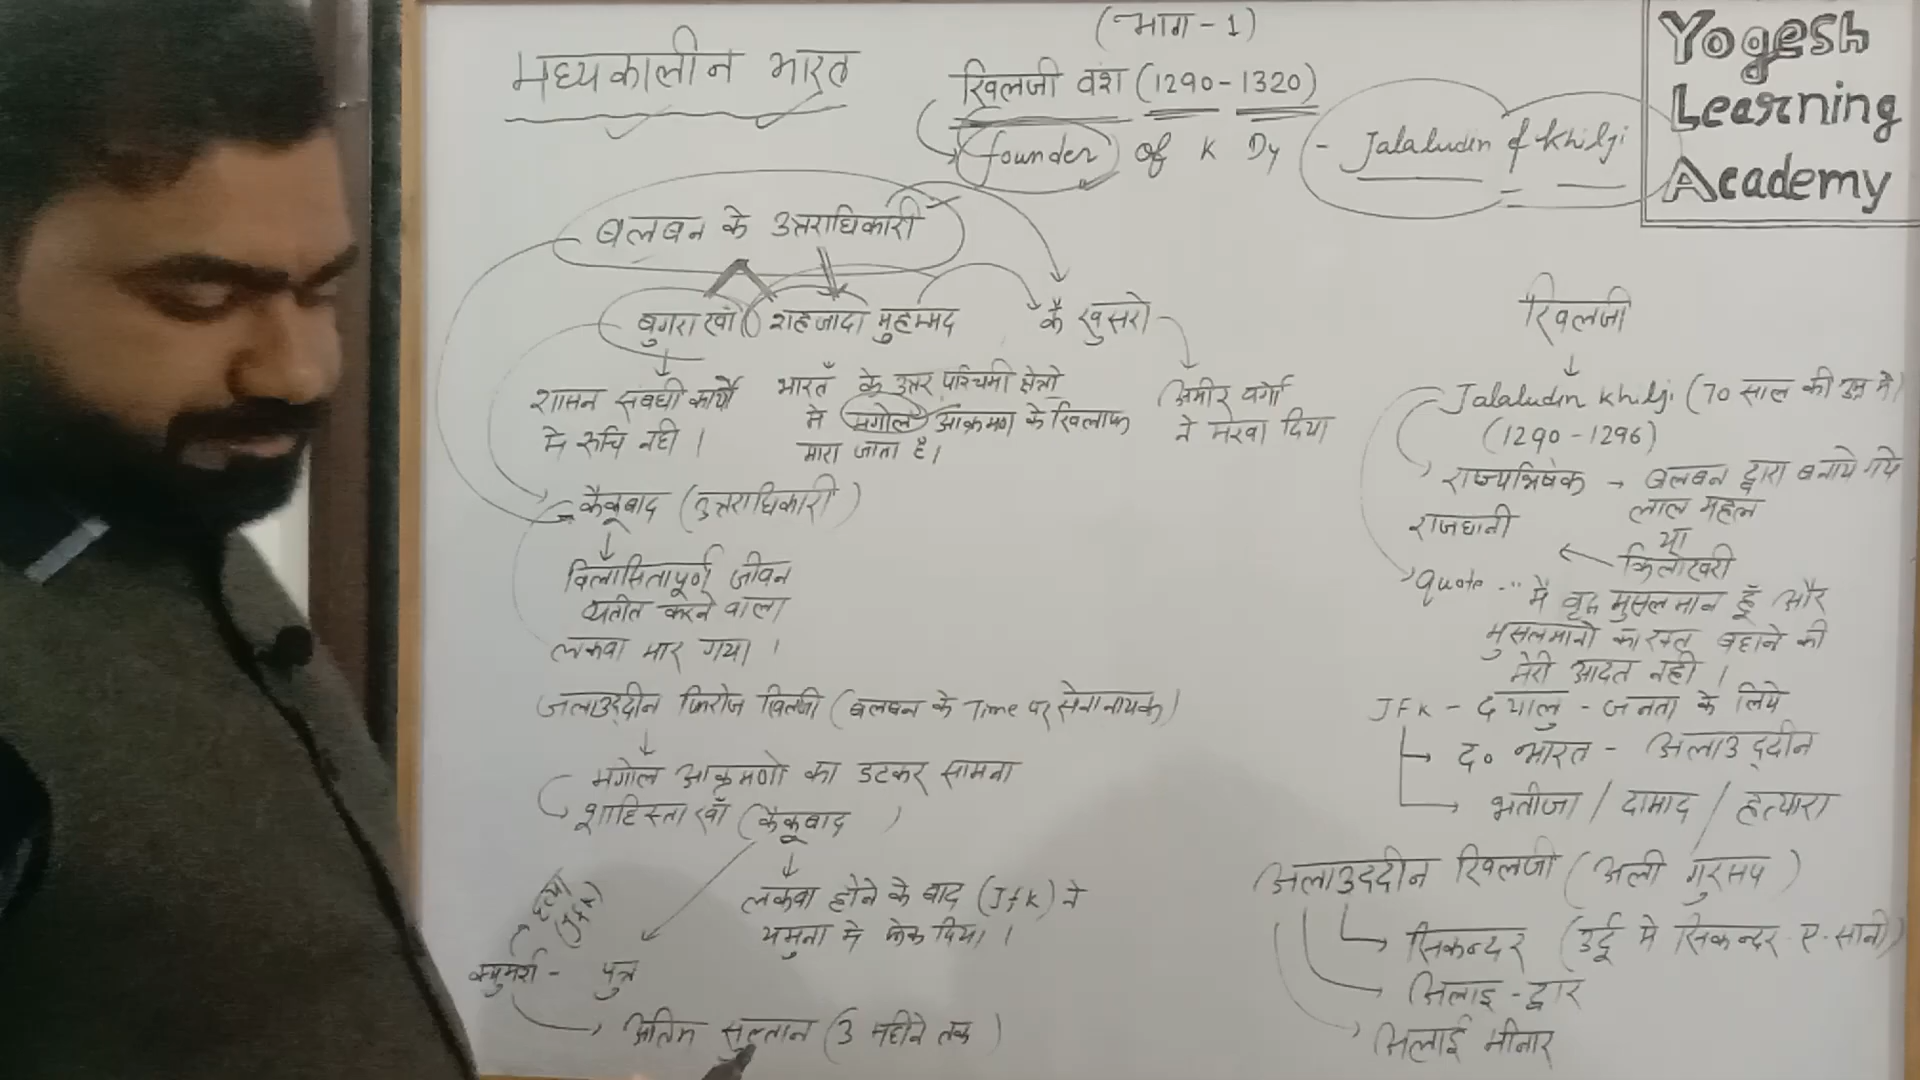 (भाग - 1)
मध्यकालीन भारत
खिलजी वंश (1290 - 1320)
founder of K Dy - Jalaludin f khilji
Yogesh
Learning
Academy
बलबन के उत्तराधिकारी
बुगरा खाँ शहजादा मुहम्मद कै खुसरो
शासन संबंधी कार्यों
मे रुचि नही ।
भारत के उत्तर पश्चिमी क्षेत्रो
मे मंगोल आक्रमण के खिलाफ
मारा जाता है।
अमीर वर्गो
ने मरवा दिया
कैकूबाद (उत्तराधिकारी)
विलासितापूर्ण जीवन
व्यतीत करने वाला
लकवा मार गया ।
जलाउद्दीन फिरोज खिलजी (बलबन के Time पर सेनानायक)
मंगोल आक्रमणो का डटकर सामना
शाहिस्ता खाँ (कैकूबाद )
लकवा होने के बाद (JfK) ने
यमुना मे फेक दिया। ।
हत्या
क्युमर्श - पुत्र
अंतिम सुल्तान (3 महीने तक)
खिलजी
Jalaludin khilji (70 साल की उम्र मे)
(1290 - 1296)
राज्यभिषेक → बलबन द्वारा बनाये गये
लाल महल
राजधानी या
किलोखरी
quote ... मै वृद्ध मुसलमान हूँ और
मुसलमानो का रक्त बहाने की
मेरी आदत नही ।
JFK - दयालु - जनता के लिये
द० भारत - अलाउद्दीन
भतीजा / दामाद / हत्यारा
अलाउददीन खिलजी (अली गुरसप)
सिकन्दर (उर्दू मे सिकन्दर-ए-सानी)
अलाइ - द्वार
अलाई मीनार